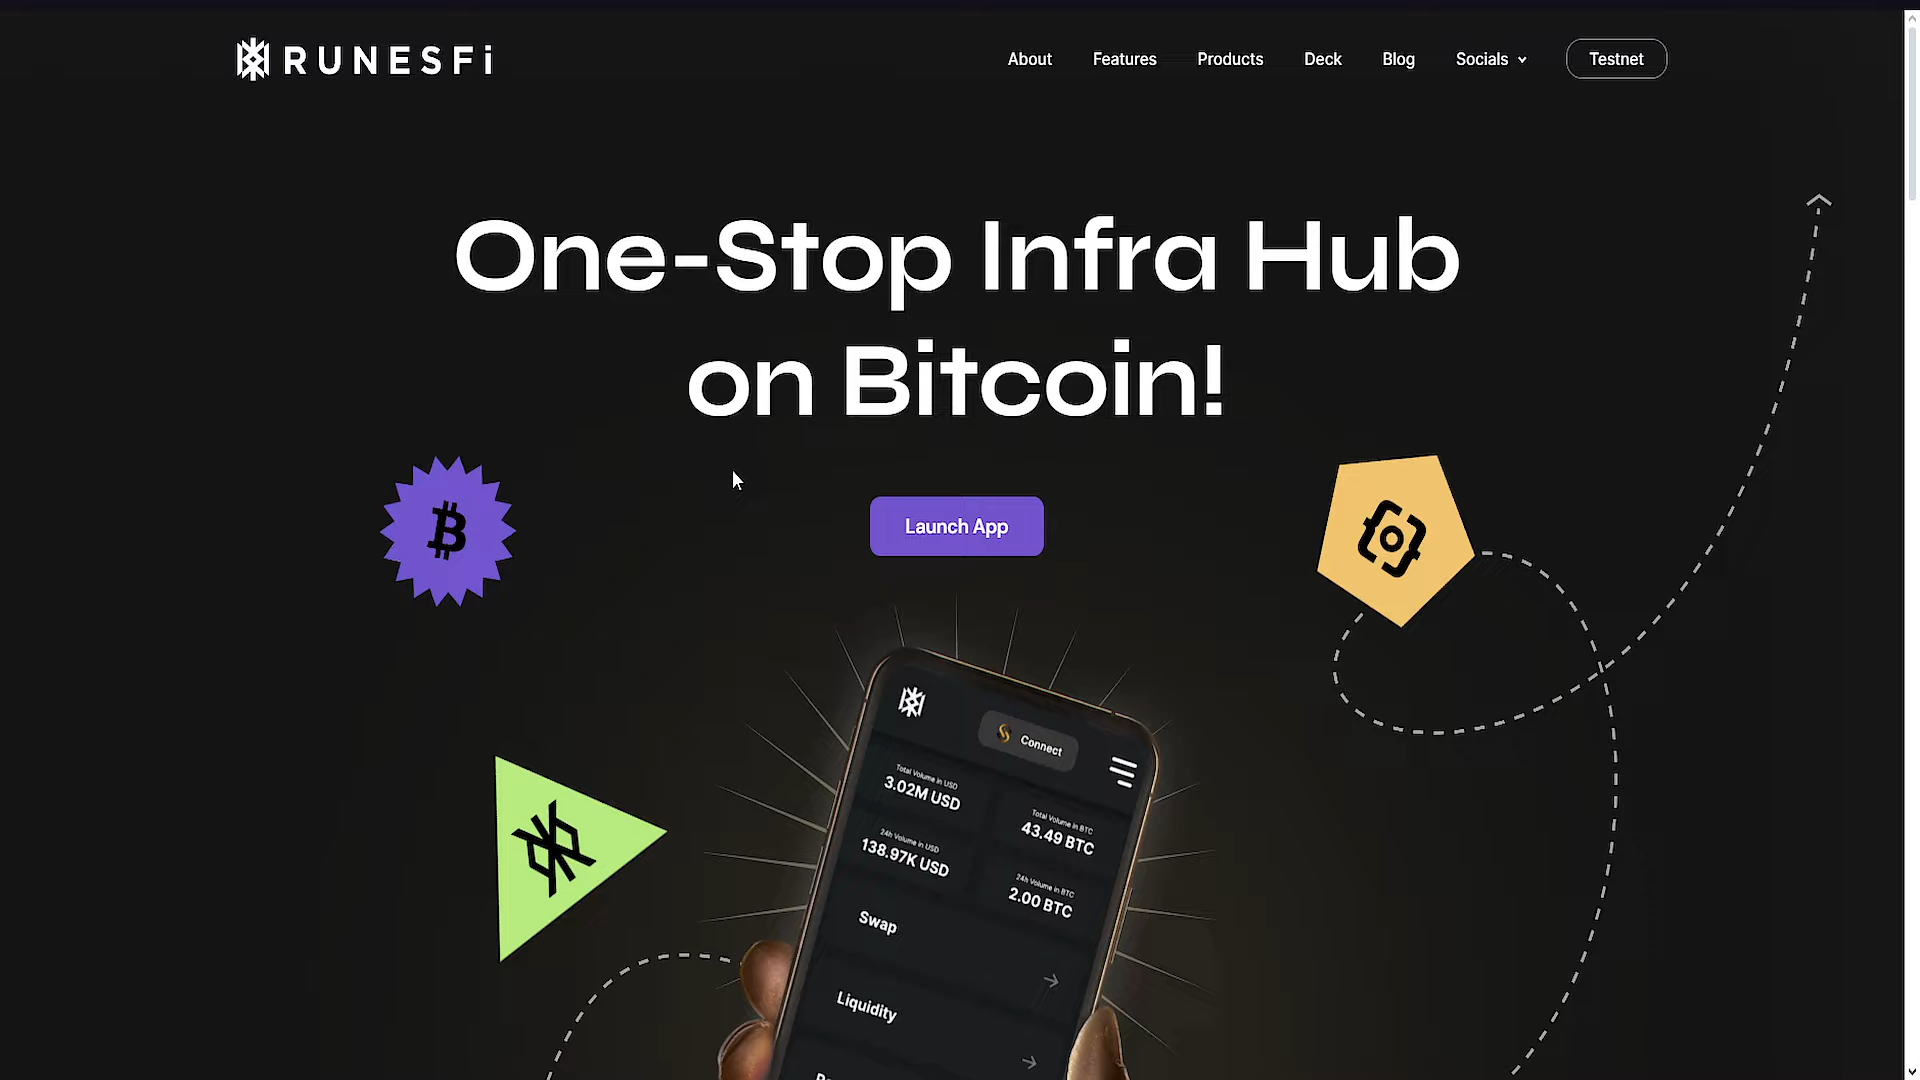 RUNESFi
About
Features
Products
Deck
Blog
Socials
Testnet
One-Stop Infra Hub
on Bitcoin!
Launch App
Connect
Total Volume in USD
3.02M USD
Total Volume in BTC
43.49 BTC
24h Volume in USD
138.97K USD
24h Volume in BTC
2.00 BTC
Swap
Liquidity